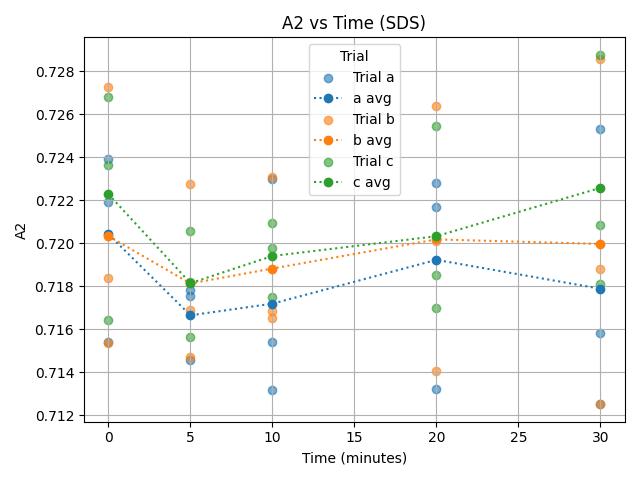 A2 vs Time (SDS)
Trial
Trial a
a avg
Trial b
b avg
Trial c
c avg
0.728
0.726
0.724
0.722
0.720
0.718
0.716
0.714
0.712
A2
0
5
10
15
20
25
30
Time (minutes)